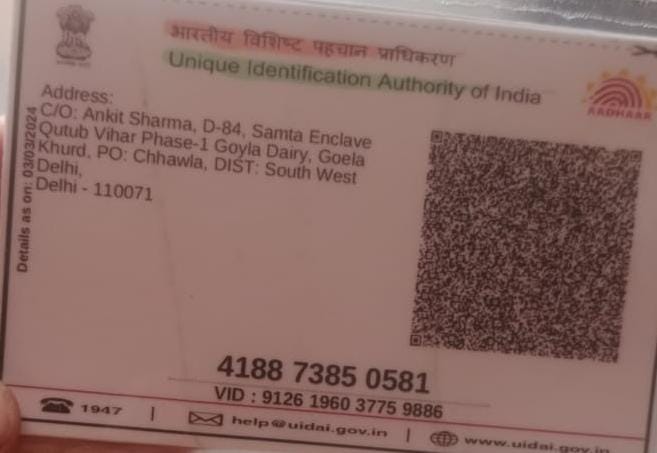 भारतीय विशिष्ट पहचान प्राधिकरण
Unique Identification Authority of India
AADHAAR
Address:
C/O: Ankit Sharma, D-84, Samta Enclave
Qutub Vihar Phase-1 Goyla Dairy, Goela
Khurd, PO: Chhawla, DIST: South West
Delhi,
Delhi - 110071
Details as on: 03/03/2024
4188 7385 0581
VID : 9126 1960 3775 9886
1947 | help@uidai.gov.in | www.uidai.gov.in